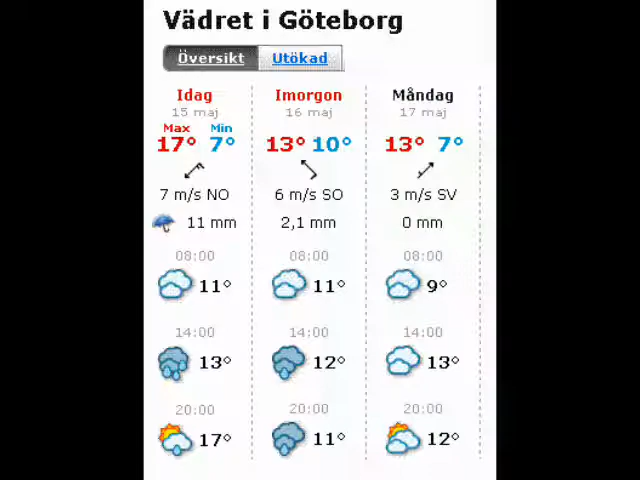 Vädret i Göteborg
Översikt Utökad
Idag Imorgon Måndag
15 maj 16 maj 17 maj
Max Min
17° 7° 13° 10° 13° 7°
7 m/s NO 6 m/s SO 3 m/s SV
11 mm 2,1 mm 0 mm
08:00 08:00 08:00
11° 11° 9°
14:00 14:00 14:00
13° 12° 13°
20:00 20:00 20:00
17° 11° 12°